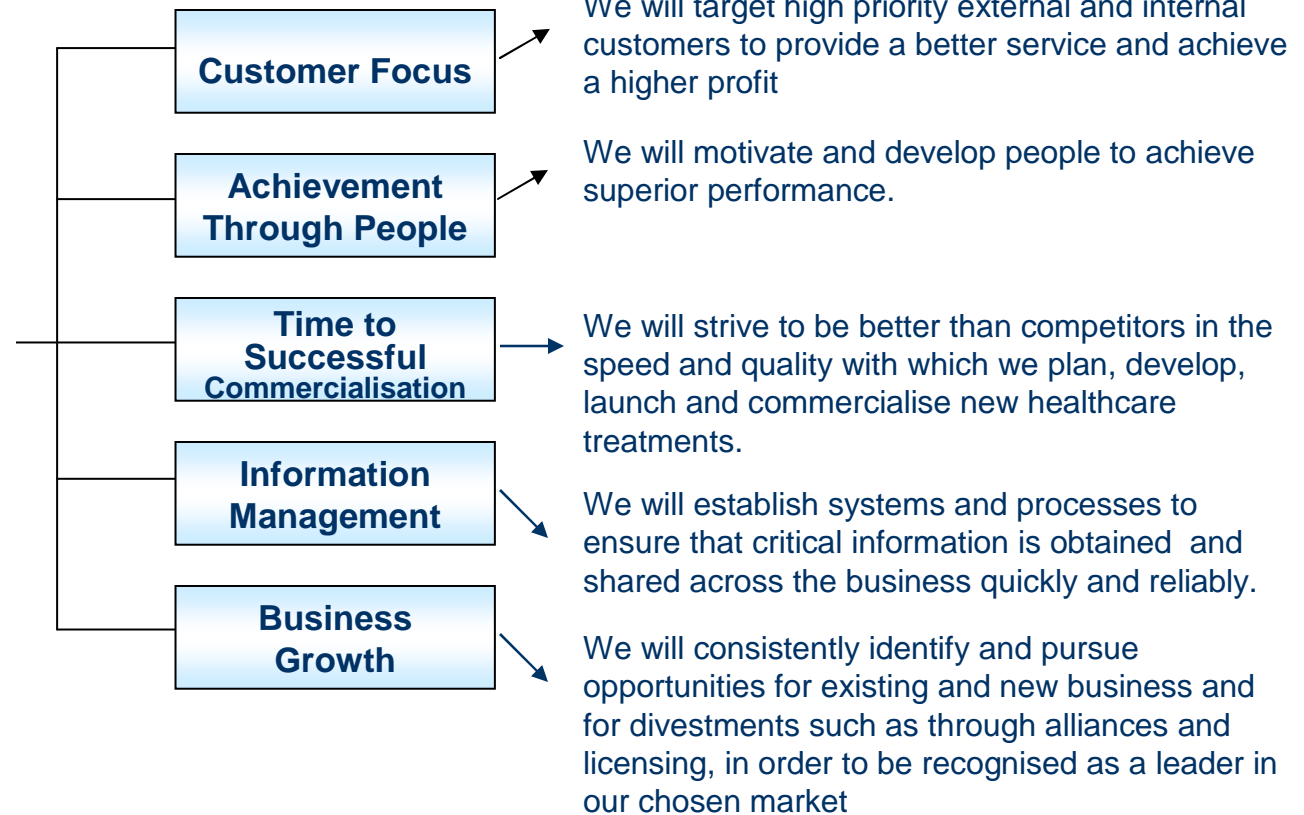 We will target high priority external and internal
customers to provide a better service and achieve
a higher profit
Customer Focus
We will motivate and develop people to achieve
superior performance.
Achievement
Through People
We will strive to be better than competitors in the
speed and quality with which we plan, develop,
launch and commercialise new healthcare
treatments.
Time to
Successful
Commercialisation
We will establish systems and processes to
ensure that critical information is obtained  and
shared across the business quickly and reliably.
Information
Management
We will consistently identify and pursue
opportunities for existing and new business and
for divestments such as through alliances and
licensing, in order to be recognised as a leader in
our chosen market
Business
Growth